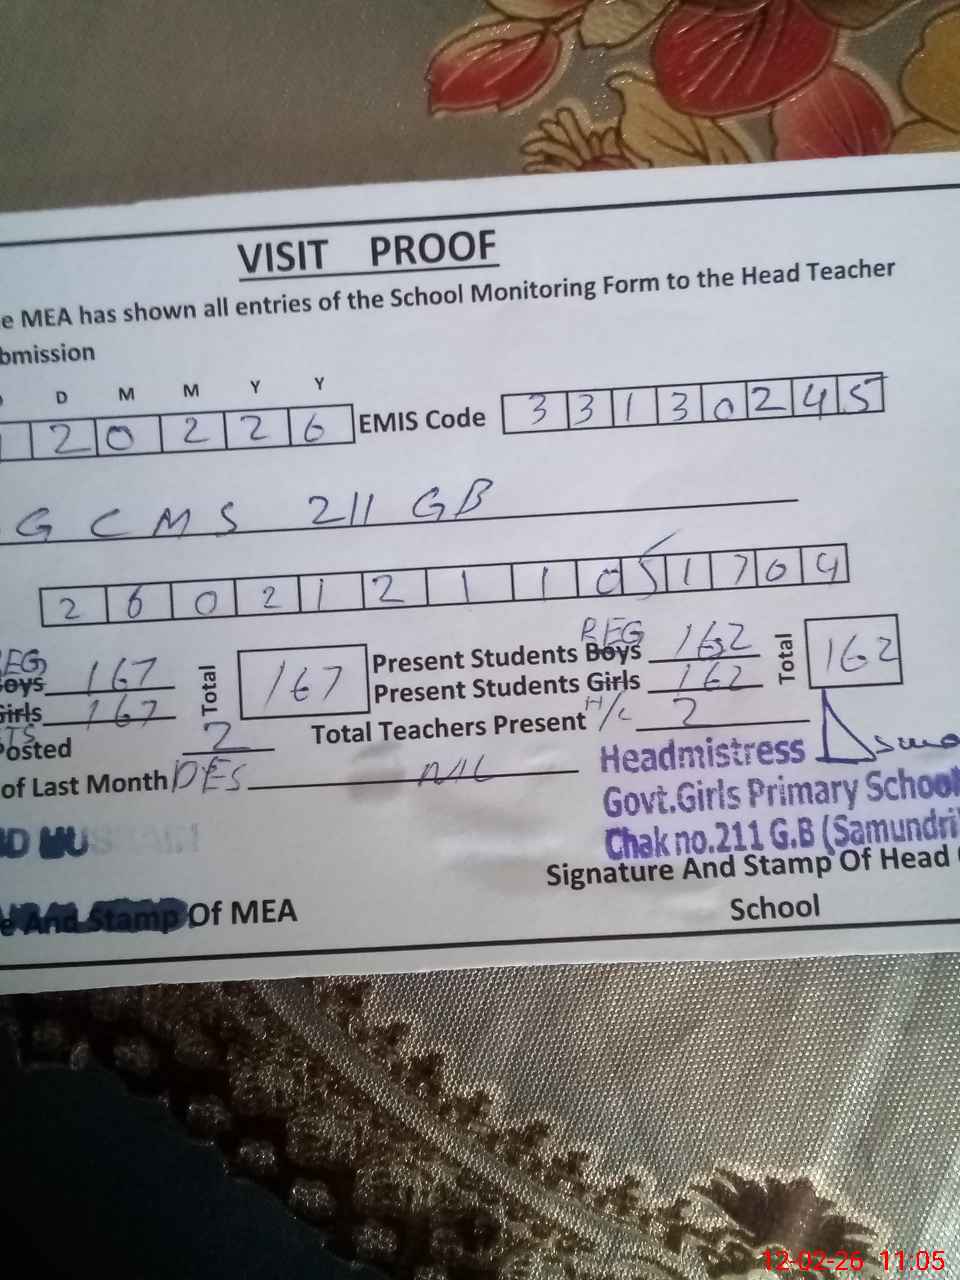 VISIT PROOF
e MEA has shown all entries of the School Monitoring Form to the Head Teacher
bmission
D M M Y Y
2 0 2 2 6 EMIS Code 3 3 1 3 0 2 4 5
G C M S 211 GB
2 6 0 2 1 2 1 1 0 5 1 7 0 4
REG
oys 167 Total 167 Present Students Boys REG 162 Total 162
Girls 167 Present Students Girls 162
Posted 2 Total Teachers Present H/C 2
of Last Month DES NIL
Headmistress
Govt.Girls Primary School
Chak no.211 G.B (Samundri)
e And Stamp Of MEA
Signature And Stamp Of Head
School
12-02-26 11:05